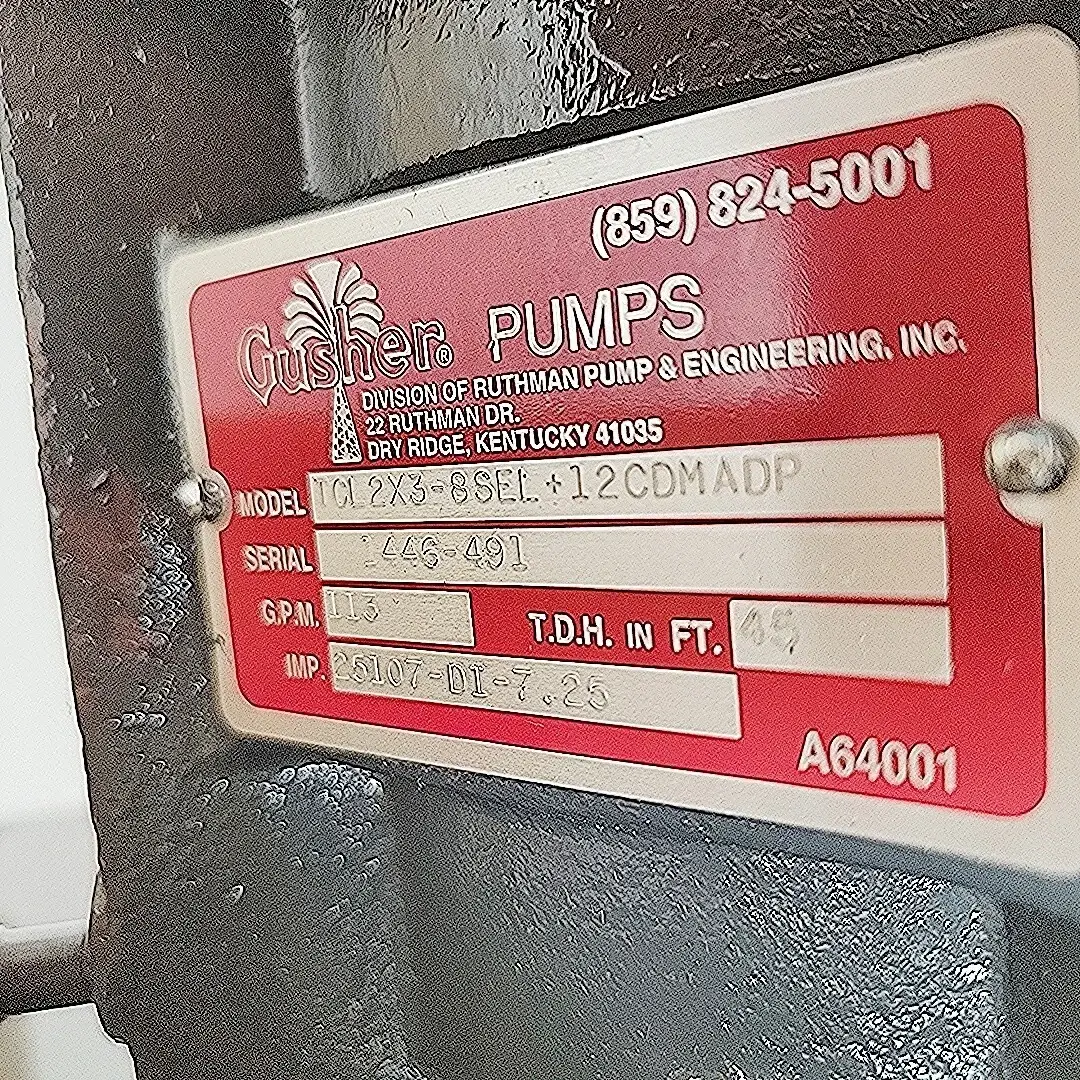 (859) 824-5001
Gusher® PUMPS
DIVISION OF RUTHMAN PUMP & ENGINEERING, INC.
22 RUTHMAN DR.
DRY RIDGE, KENTUCKY 41035
MODEL TCL2X3-8SEL+12CDMADP
SERIAL 1446-491
G.P.M. 113 T.D.H. IN FT. 45
IMP. 25107-DI-7.25
A64001